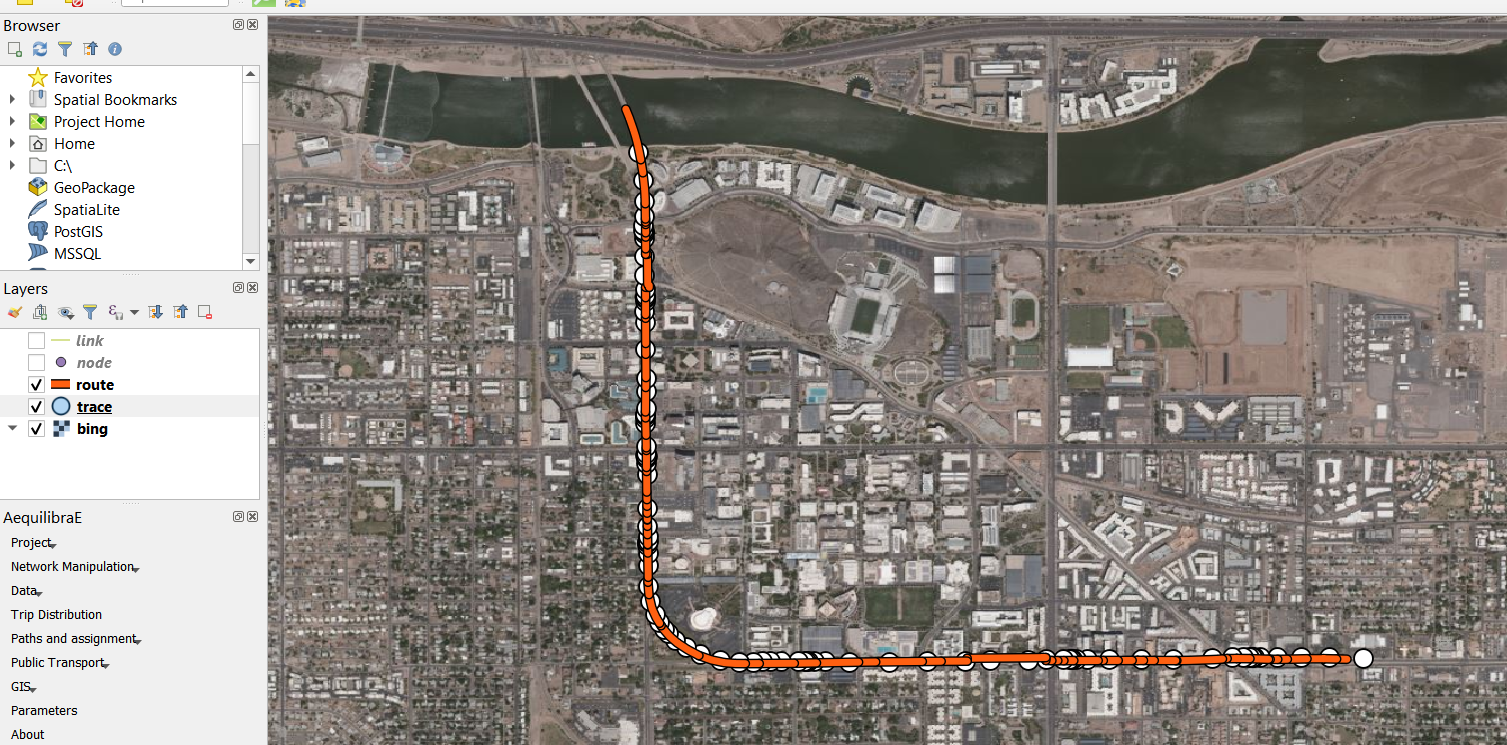 Browser
Favorites
Spatial Bookmarks
Project Home
Home
C:\
GeoPackage
SpatiaLite
PostGIS
MSSQL
Layers
link
node
route
trace
bing
AequilibraE
Project
Network Manipulation
Data
Trip Distribution
Paths and assignment
Public Transport
GIS
Parameters
About